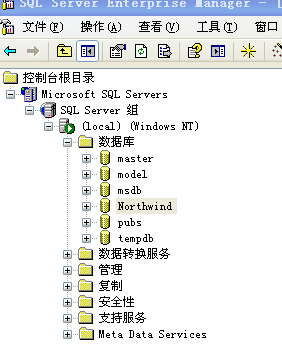 SQL Server Enterprise Manager - [
文件(F) 操作(A) 查看(V) 工具(T) 窗口
控制台根目录
Microsoft SQL Servers
SQL Server 组
(local) (Windows NT)
数据库
master
model
msdb
Northwind
pubs
tempdb
数据转换服务
管理
复制
安全性
支持服务
Meta Data Services